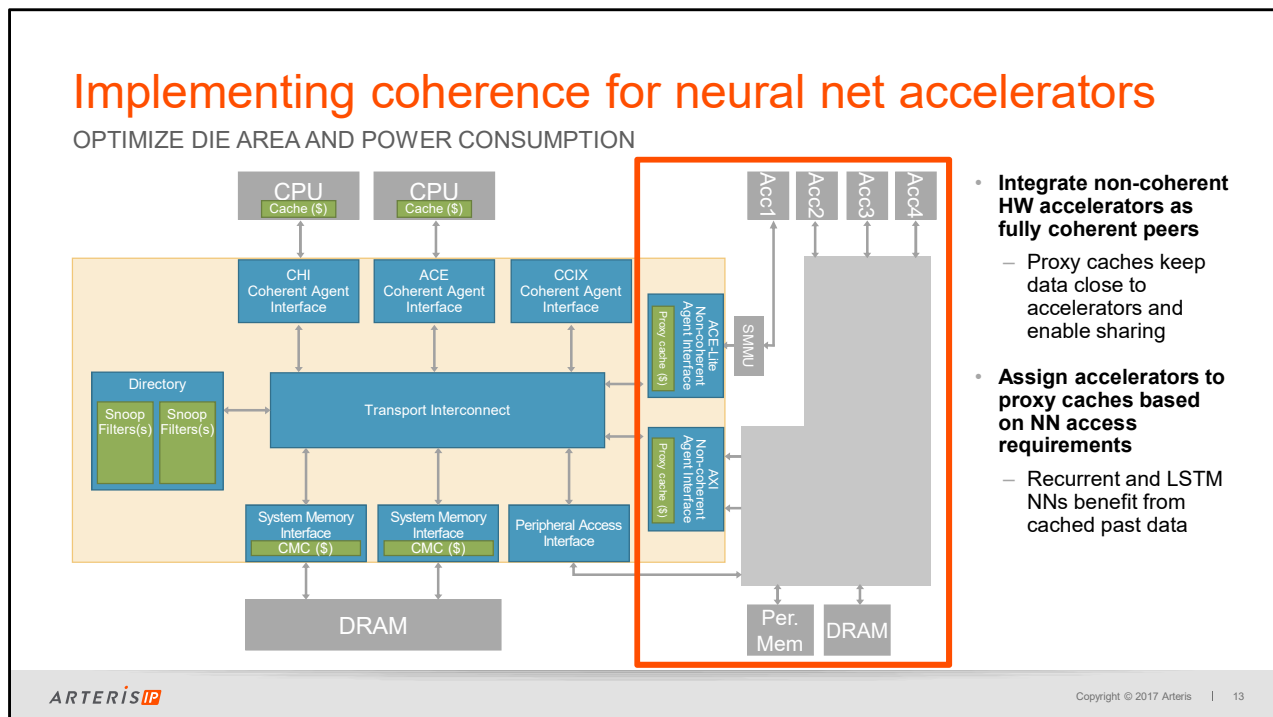 Implementing coherence for neural net accelerators
OPTIMIZE DIE AREA AND POWER CONSUMPTION
CPU
Cache ($)
CPU
Cache ($)
Acc1
Acc2
Acc3
Acc4
CHI
Coherent Agent
Interface
ACE
Coherent Agent
Interface
CCIX
Coherent Agent
Interface
ACE-Lite
Non-coherent
Agent Interface
Proxy cache ($)
SMMU
Directory
Snoop
Filters(s)
Snoop
Filters(s)
Transport Interconnect
AXI
Non-coherent
Agent Interface
Proxy cache ($)
System Memory
Interface
CMC ($)
System Memory
Interface
CMC ($)
Peripheral Access
Interface
DRAM
Per.
Mem
DRAM
• Integrate non-coherent
HW accelerators as
fully coherent peers
– Proxy caches keep
data close to
accelerators and
enable sharing
• Assign accelerators to
proxy caches based
on NN access
requirements
– Recurrent and LSTM
NNs benefit from
cached past data
ARTERIS IP
Copyright © 2017 Arteris | 13